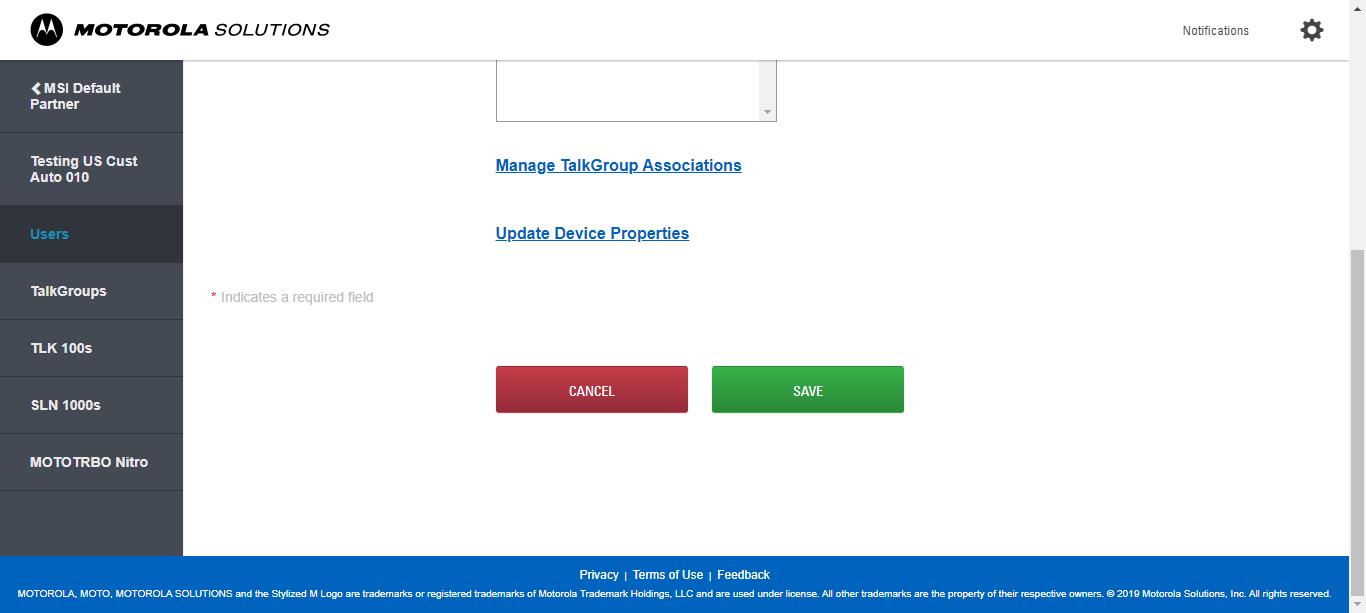 MOTOROLA SOLUTIONS
Notifications
MSI Default
Partner
Testing US Cust
Auto 010
Users
TalkGroups
TLK 100s
SLN 1000s
MOTOTRBO Nitro
Manage TalkGroup Associations
Update Device Properties
* Indicates a required field
CANCEL
SAVE
Privacy | Terms of Use | Feedback
MOTOROLA, MOTO, MOTOROLA SOLUTIONS and the Stylized M Logo are trademarks or registered trademarks of Motorola Trademark Holdings, LLC and are used under license. All other trademarks are the property of their respective owners. © 2019 Motorola Solutions, Inc. All rights reserved.